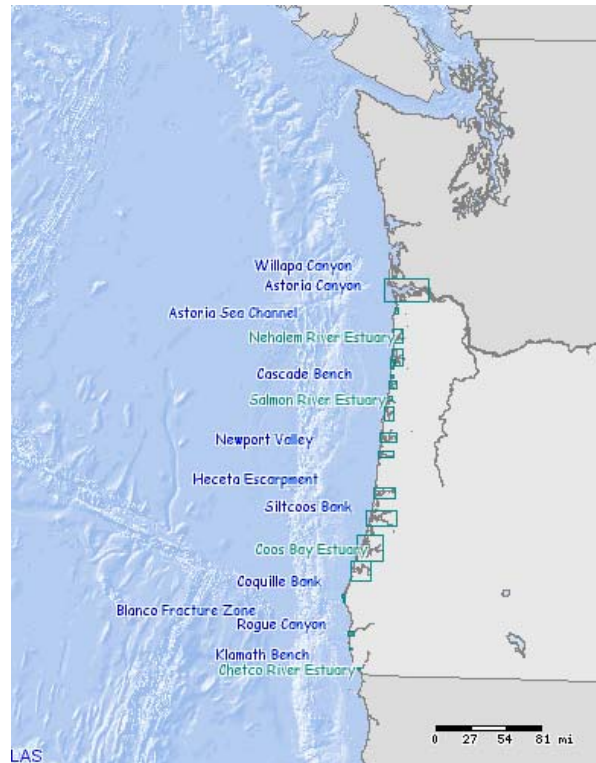 Willapa Canyon
Astoria Canyon
Astoria Sea Channel
Nehalem River Estuary
Cascade Bench
Salmon River Estuary
Newport Valley
Heceta Escarpment
Siltcoos Bank
Coos Bay Estuary
Coquille Bank
Blanco Fracture Zone
Rogue Canyon
Klamath Bench
Chetco River Estuary
0 27 54 81 mi
LAS